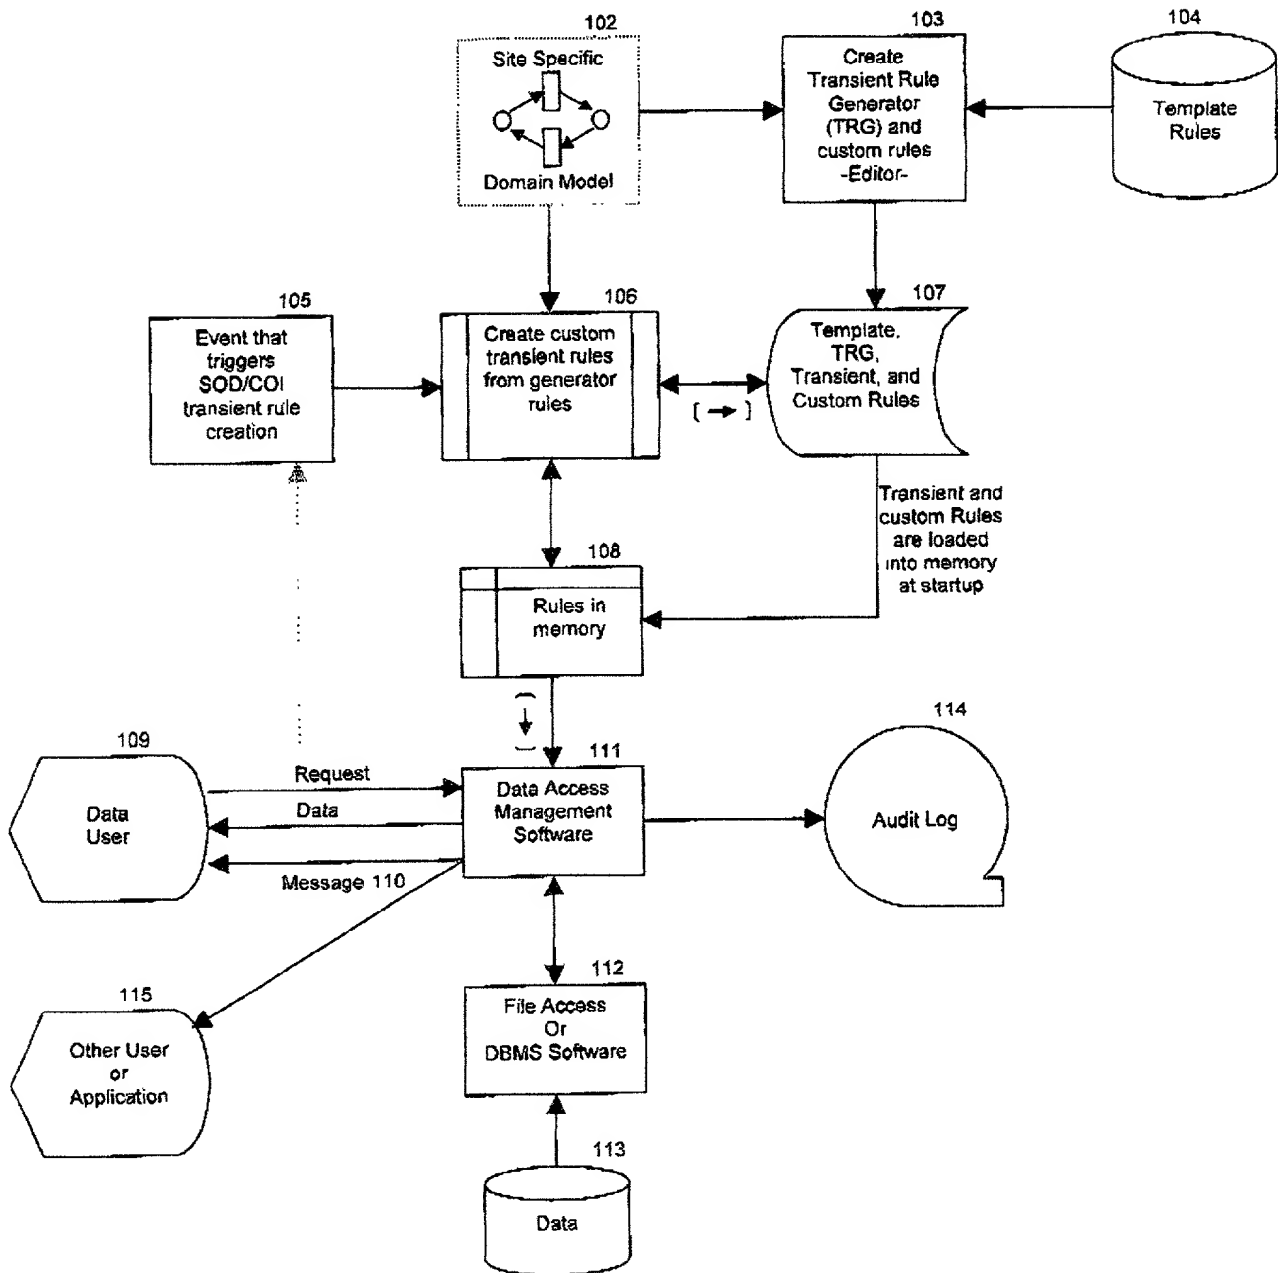 102
Site Specific
Domain Model
103
Create
Transient Rule
Generator
(TRG) and
custom rules
-Editor-
104
Template
Rules
105
Event that
triggers
SOD/COI
transient rule
creation
106
Create custom
transient rules
from generator
rules
[ → ]
107
Template,
TRG,
Transient, and
Custom Rules
Transient and
custom Rules
are loaded
into memory
at startup
108
Rules in
memory
[ → ]
109
Data
User
Request
Data
Message 110
111
Data Access
Management
Software
114
Audit Log
115
Other User
or
Application
112
File Access
Or
DBMS Software
113
Data